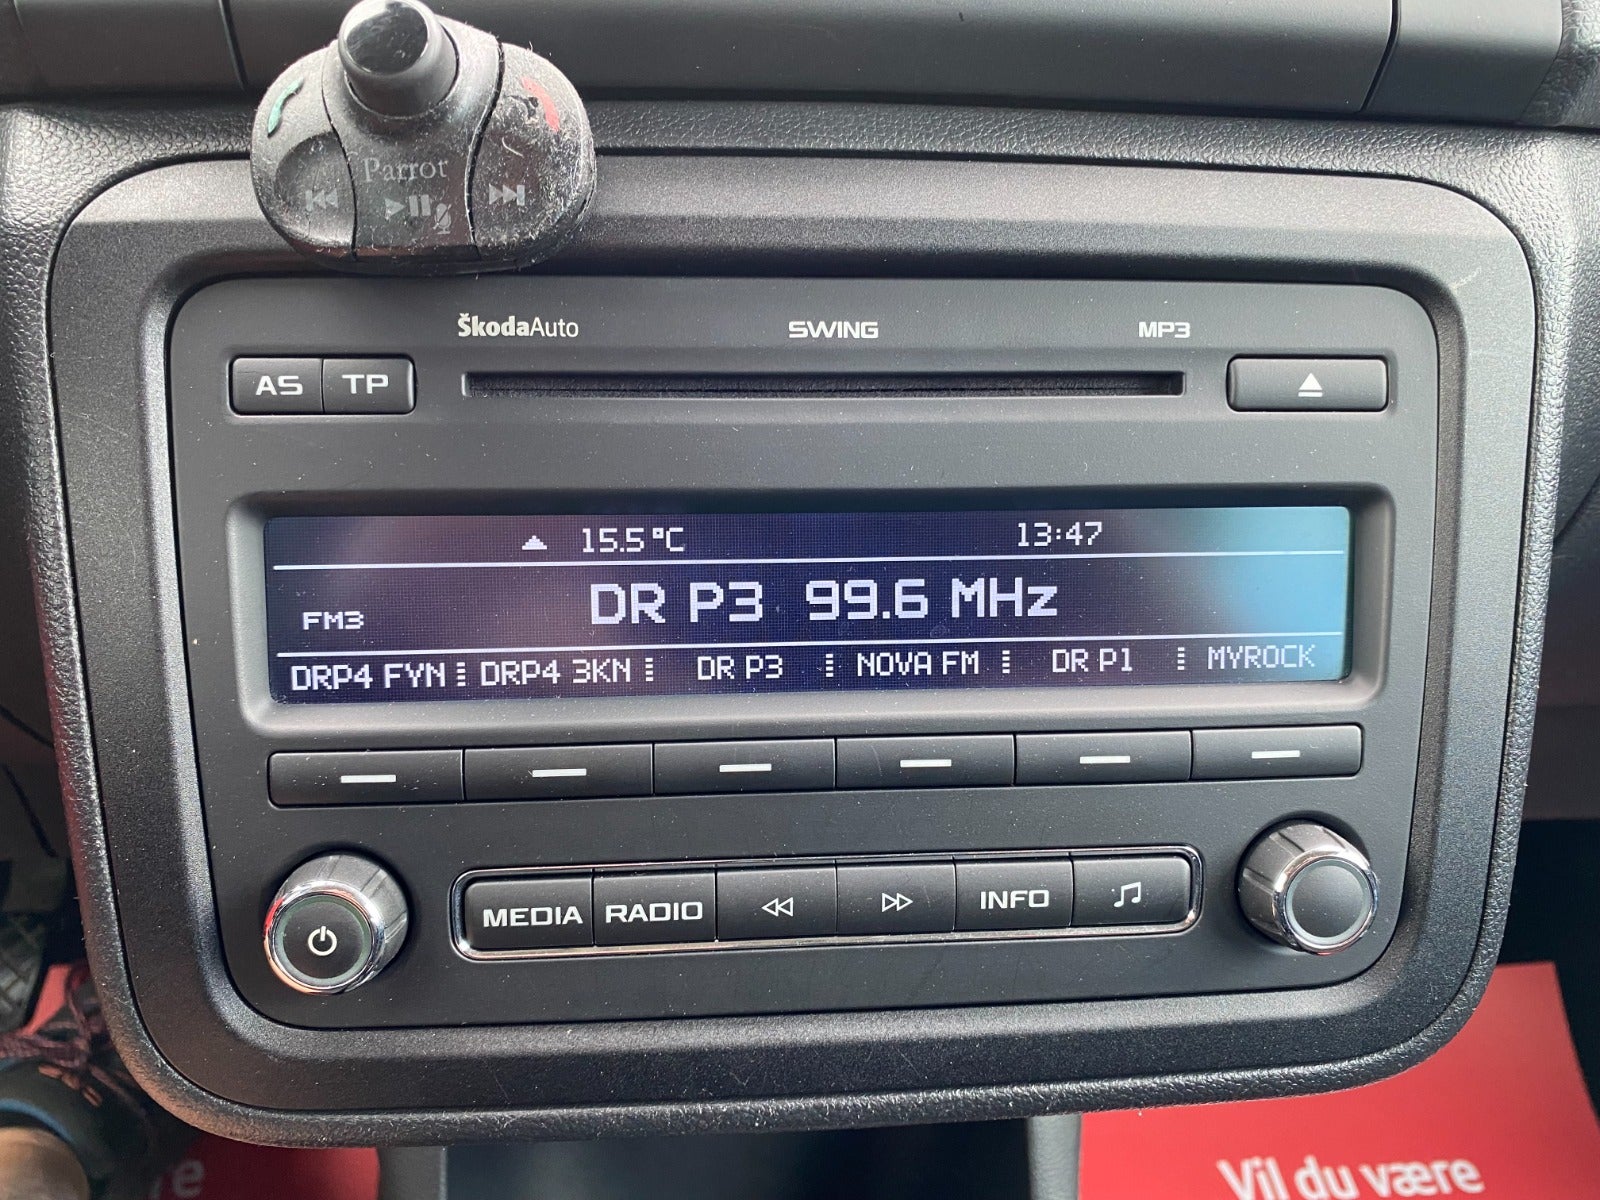 Parrot
ŠkodaAuto SWING MP3
AS TP
15.5°C 13:47
FM3 DR P3 99.6 MHz
DRP4 FYN DRP4 3KN DR P3 NOVA FM DR P1 MYROCK
MEDIA RADIO INFO
re Vil du være